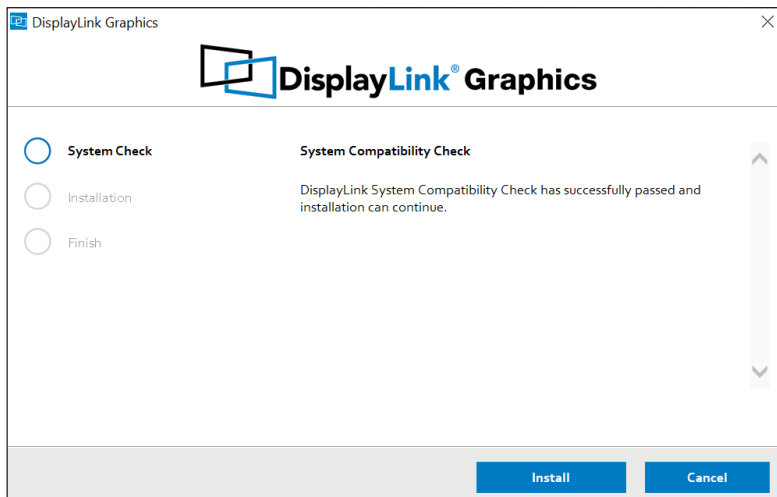 DisplayLink Graphics
DisplayLink® Graphics
System Check
Installation
Finish
System Compatibility Check
DisplayLink System Compatibility Check has successfully passed and
installation can continue.
Install
Cancel